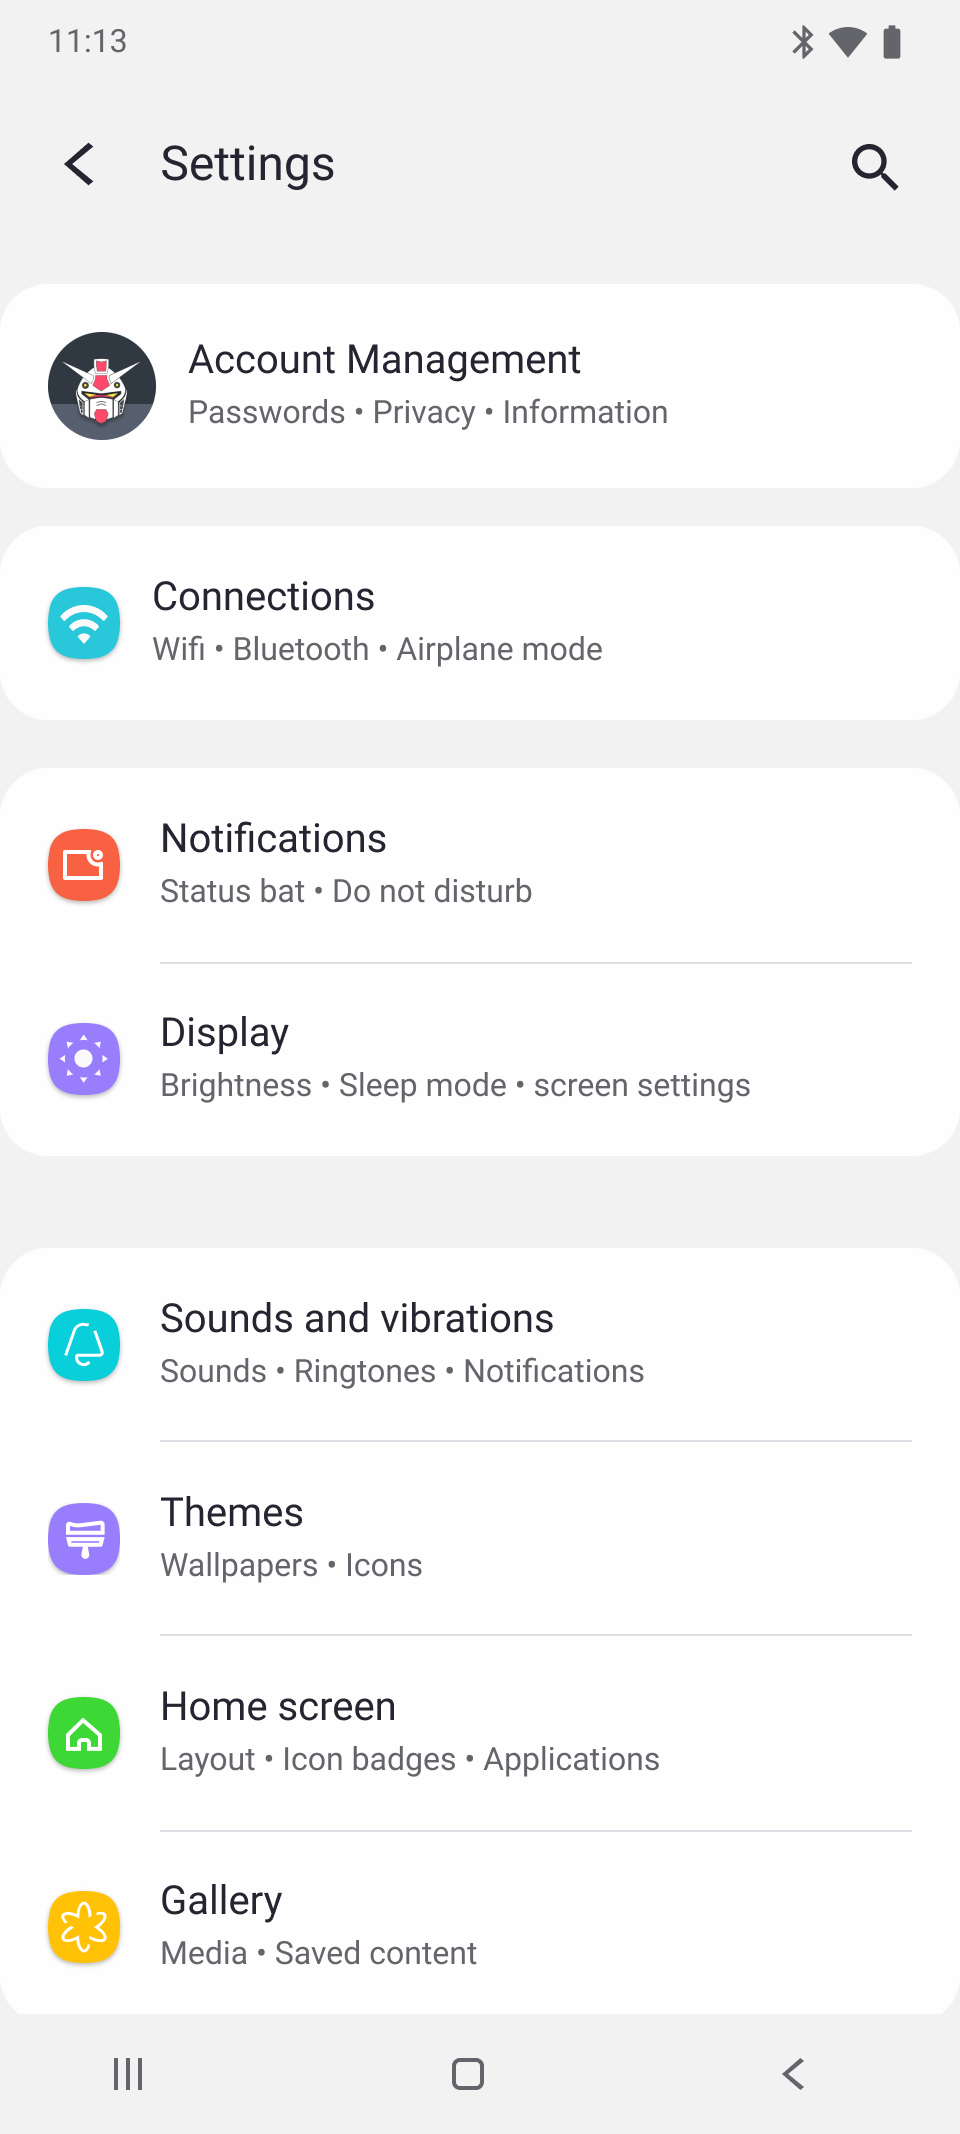 11:13
Settings
Account Management
Passwords • Privacy • Information
Connections
Wifi • Bluetooth • Airplane mode
Notifications
Status bat • Do not disturb
Display
Brightness • Sleep mode • screen settings
Sounds and vibrations
Sounds • Ringtones • Notifications
Themes
Wallpapers • Icons
Home screen
Layout • Icon badges • Applications
Gallery
Media • Saved content